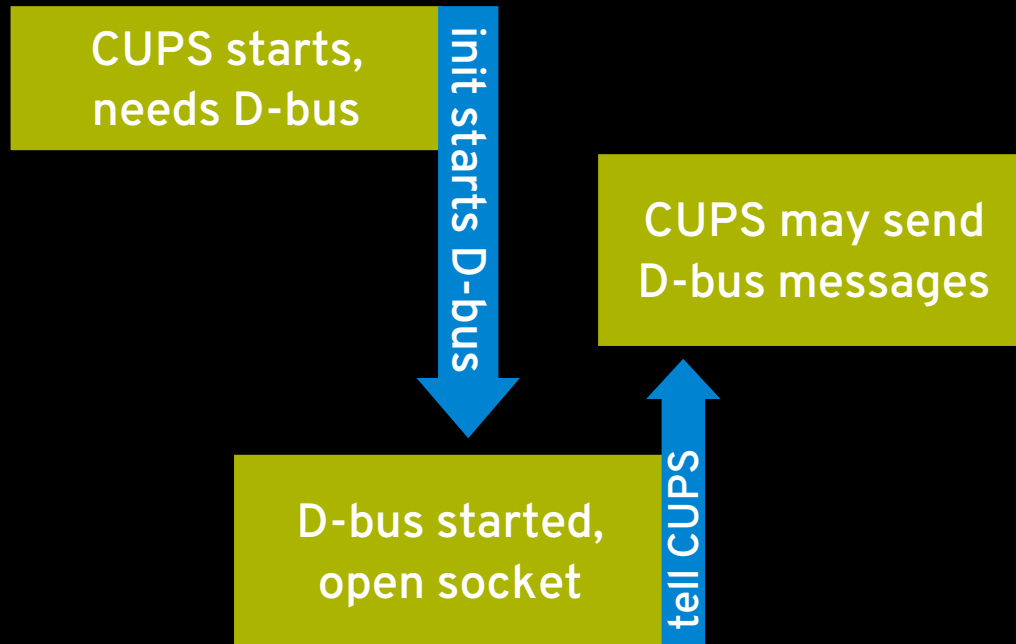 CUPS starts,
needs D-bus
init starts D-bus
D-bus started,
open socket
tell CUPS
CUPS may send
D-bus messages